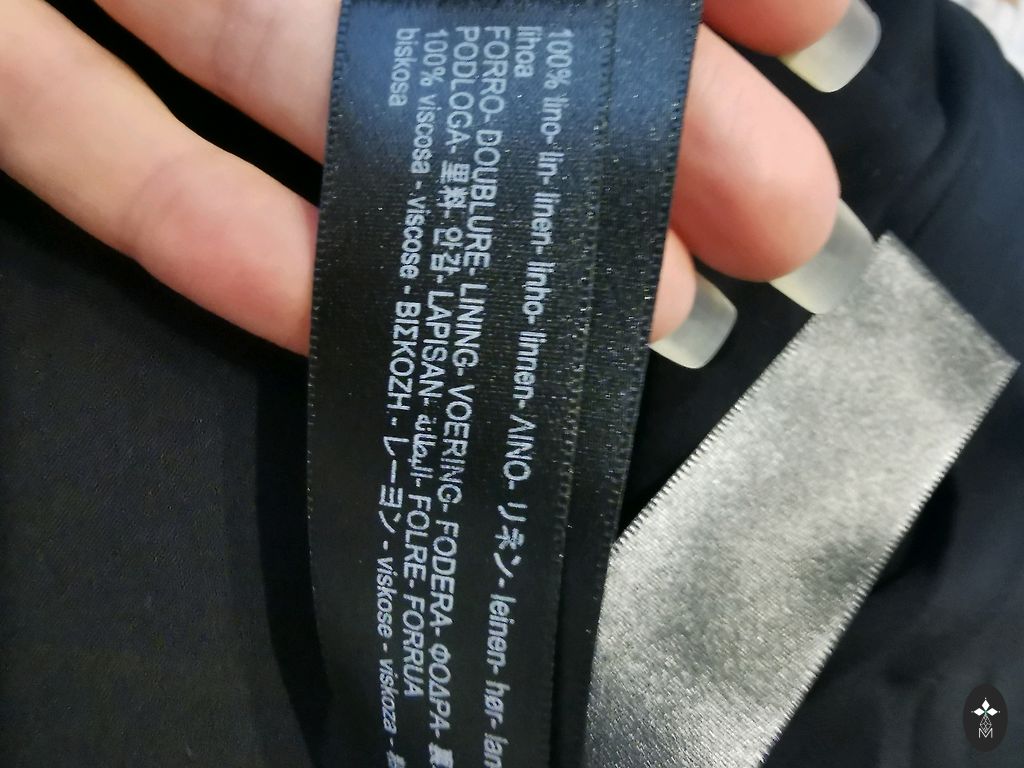 100% lino- lin- linen- linho- linnen- ΛΙΝΟ- リネン- leinen- hør- lan
lihoa
FORRO- DOUBLURE- LINING- VOERING- FODERA- ΦΟΔΡΑ-
PODLOGA- 里料- 안감- LAPISAN- البطانة- FOLRE- FORRUA
100% viscosa - viscose - ΒΙΣΚΟΖΗ - レーヨン - viskose - viskoza -
biskosa